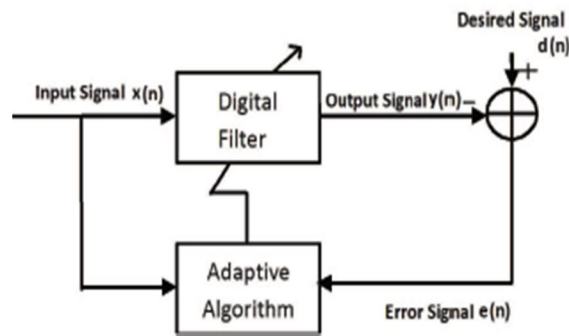 Desired Signal
d(n)
+
Input Signal x(n)
Digital
Filter
Output Signal y(n)
–
Adaptive
Algorithm
Error Signal e(n)